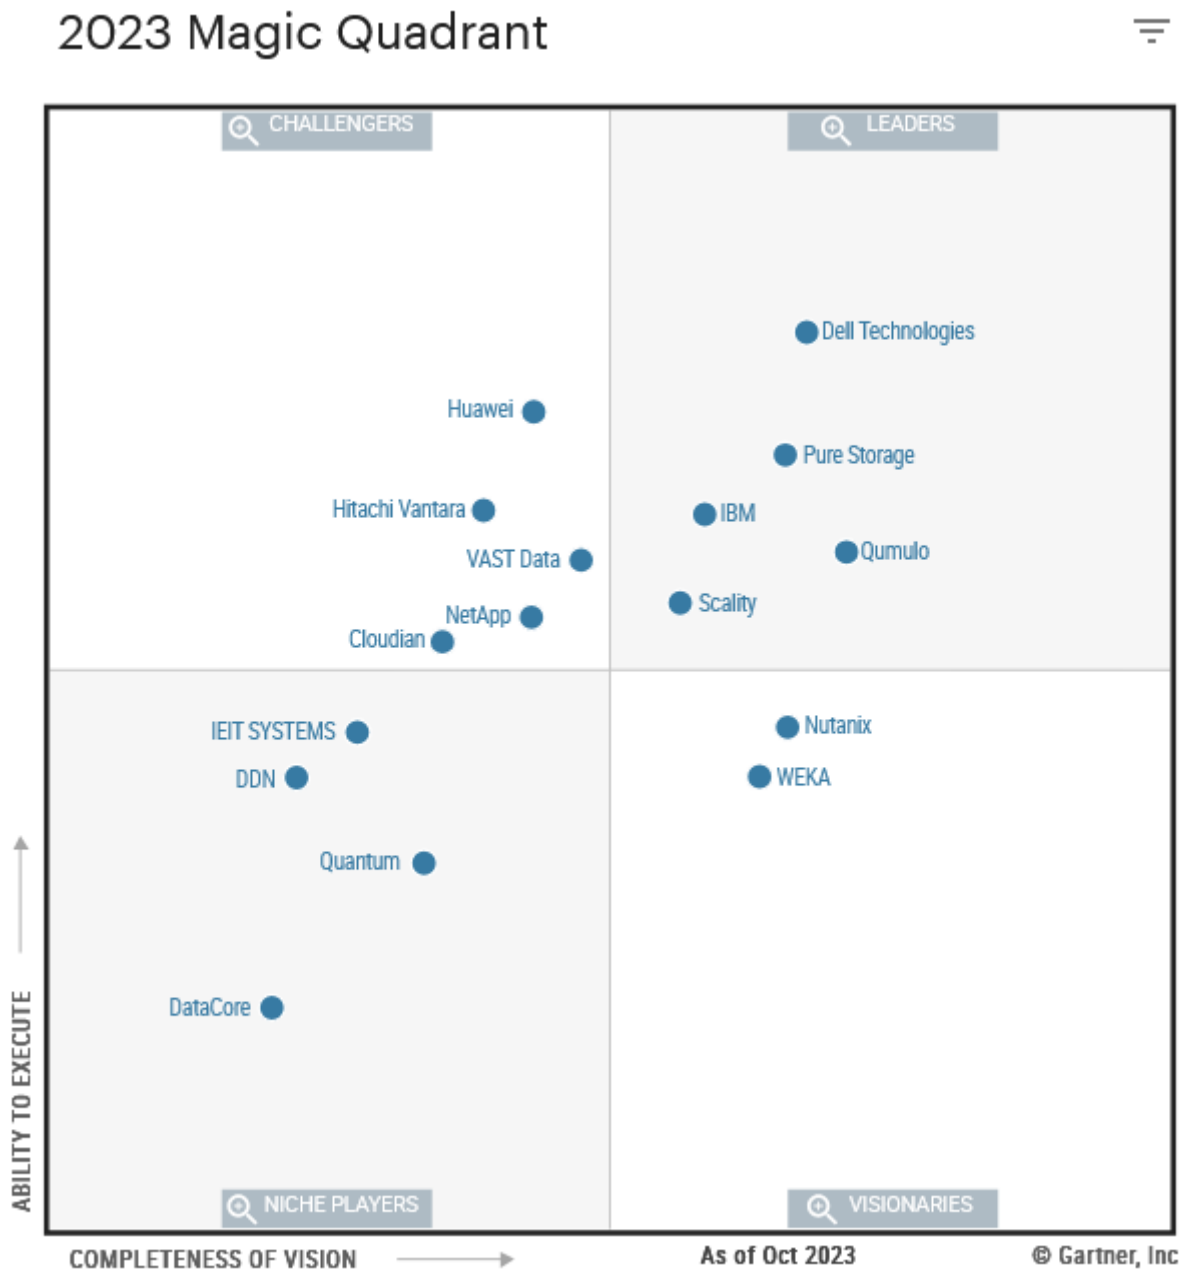 2023 Magic Quadrant
CHALLENGERS
LEADERS
Dell Technologies
Huawei
Pure Storage
Hitachi Vantara
IBM
VAST Data
Qumulo
Scality
NetApp
Cloudian
IEIT SYSTEMS
Nutanix
DDN
WEKA
Quantum
DataCore
ABILITY TO EXECUTE
NICHE PLAYERS
VISIONARIES
COMPLETENESS OF VISION
As of Oct 2023
© Gartner, Inc